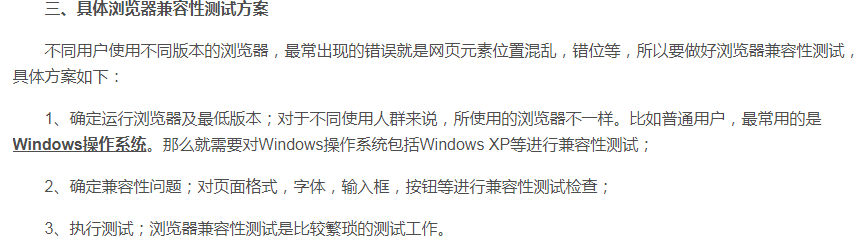 三、具体浏览器兼容性测试方案
不同用户使用不同版本的浏览器，最常出现的错误就是网页元素位置混乱，错位等，所以要做好浏览器兼容性测试，
具体方案如下：
1、确定运行浏览器及最低版本；对于不同使用人群来说，所使用的浏览器不一样。比如普通用户，最常用的是
Windows操作系统。那么就需要对Windows操作系统包括Windows XP等进行兼容性测试；
2、确定兼容性问题；对页面格式，字体，输入框，按钮等进行兼容性测试检查；
3、执行测试；浏览器兼容性测试是比较繁琐的测试工作。